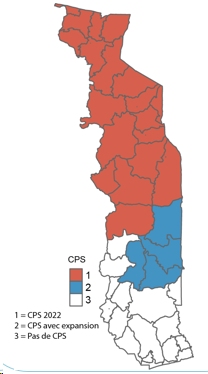 CPS
1
2
3
1 = CPS 2022
2 = CPS avec expansion
3 = Pas de CPS